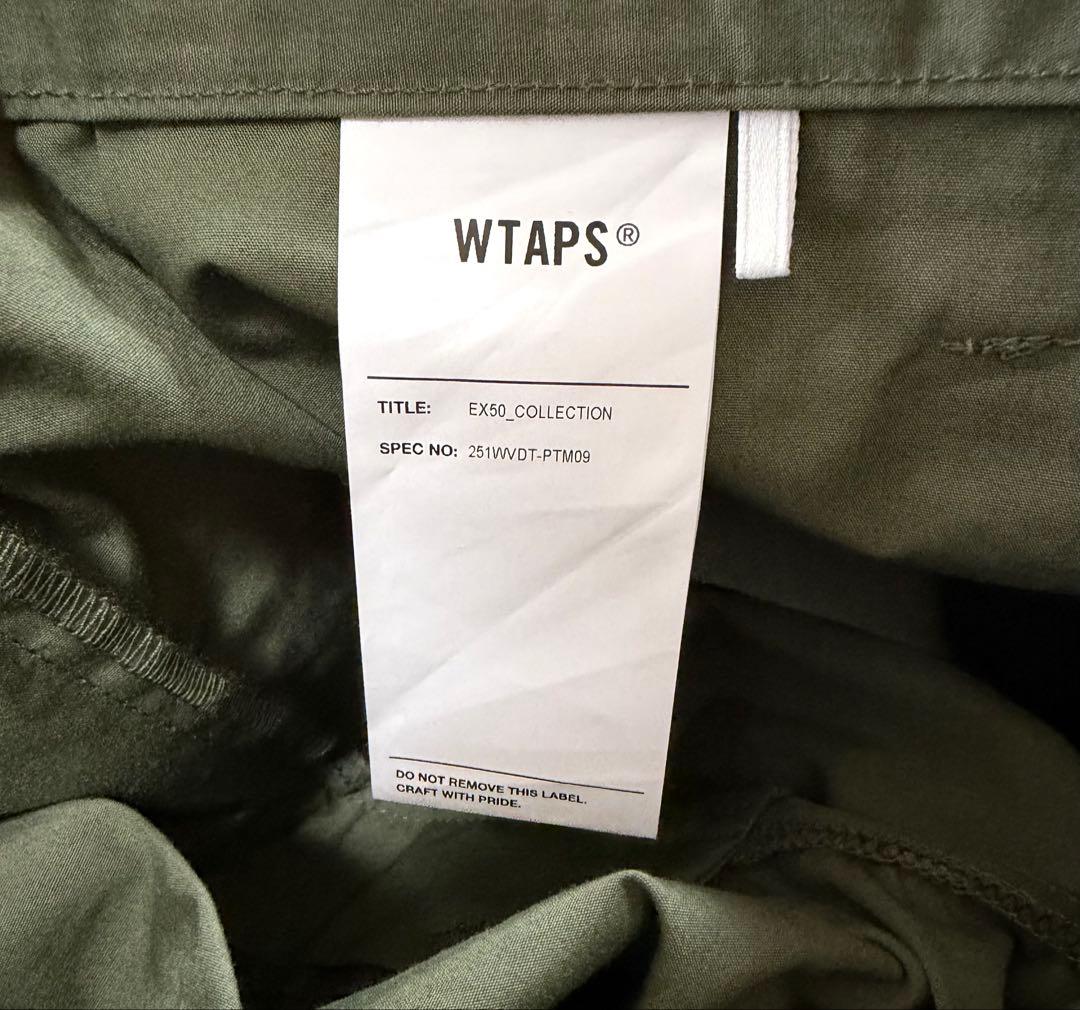 WTAPS®
TITLE: EX50_COLLECTION
SPEC NO: 251WVDT-PTM09
DO NOT REMOVE THIS LABEL.
CRAFT WITH PRIDE.